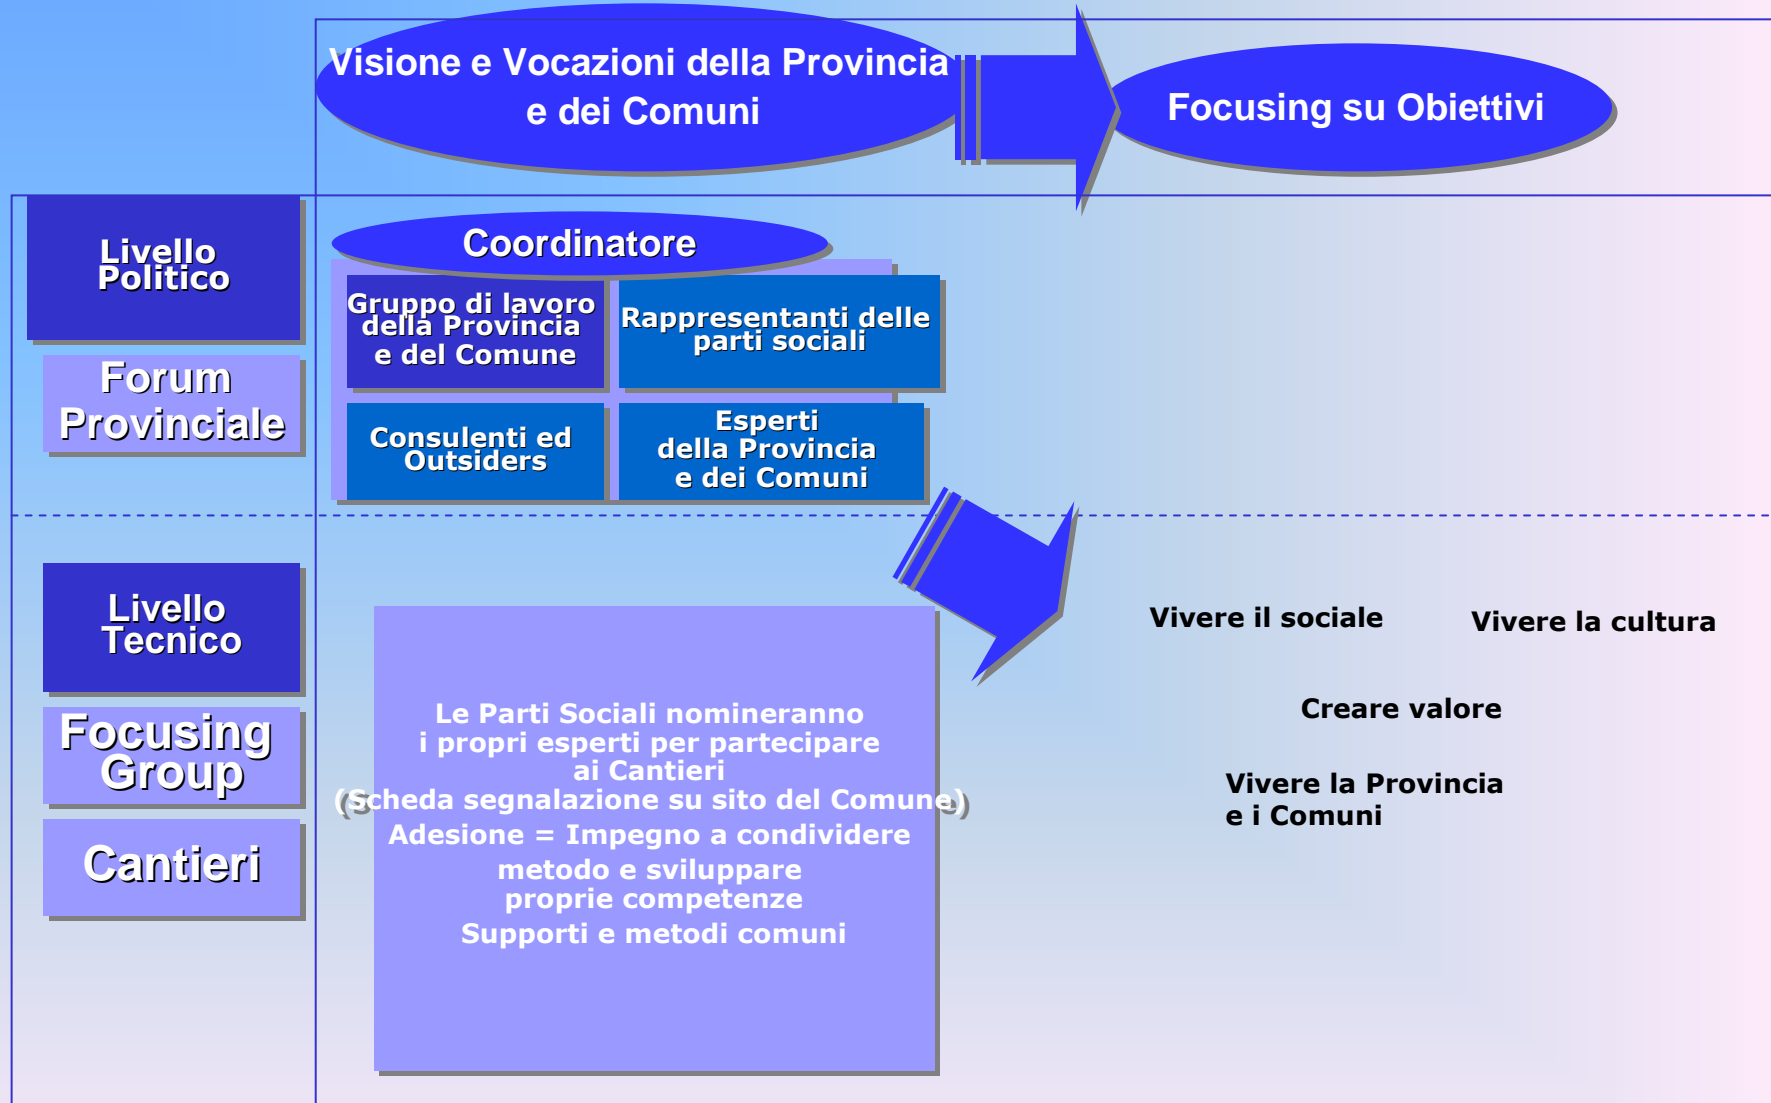 Visione e Vocazioni della Provincia
e dei Comuni
Focusing su Obiettivi
Livello
Politico
Forum
Provinciale
Coordinatore
Gruppo di lavoro
della Provincia
e del Comune
Rappresentanti delle
parti sociali
Consulenti ed
Outsiders
Esperti
della Provincia
e dei Comuni
Livello
Tecnico
Focusing
Group
Cantieri
Le Parti Sociali nomineranno
i propri esperti per partecipare
ai Cantieri
(Scheda segnalazione su sito del Comune)
Adesione = Impegno a condividere
metodo e sviluppare
proprie competenze
Supporti e metodi comuni
Vivere il sociale
Vivere la cultura
Creare valore
Vivere la Provincia
e i Comuni